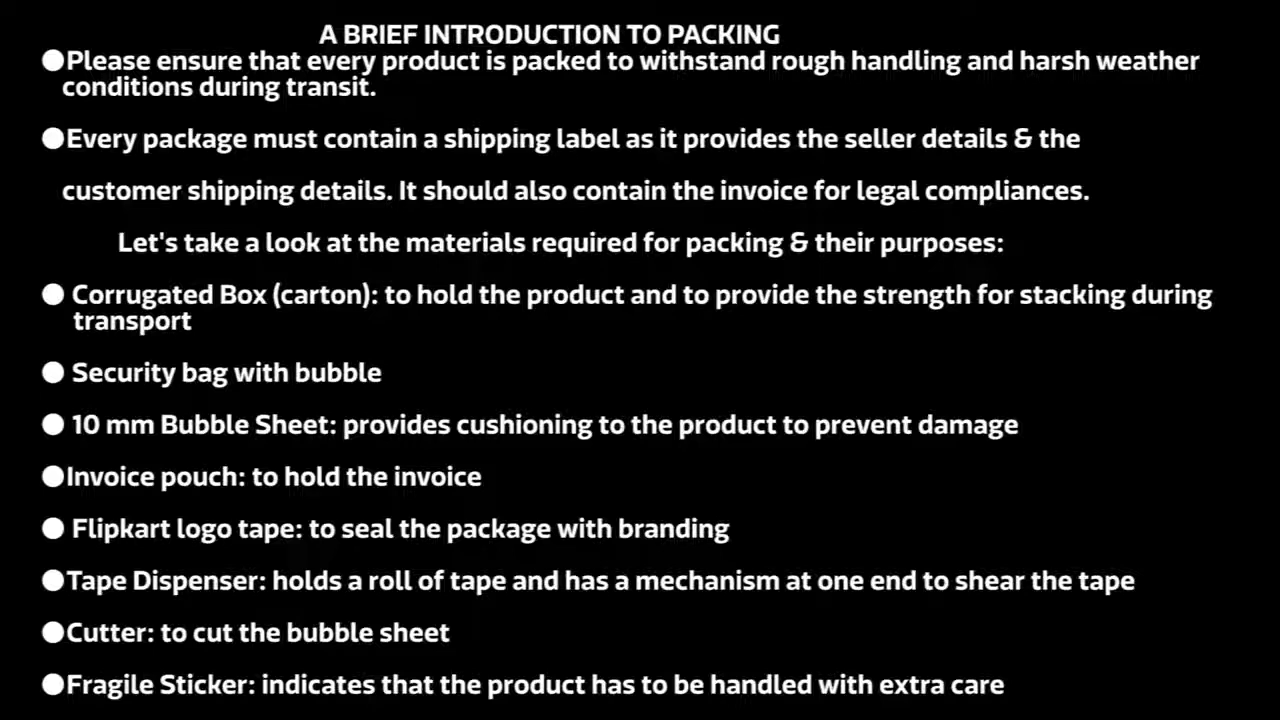 A BRIEF INTRODUCTION TO PACKING
●Please ensure that every product is packed to withstand rough handling and harsh weather
conditions during transit.
●Every package must contain a shipping label as it provides the seller details & the
customer shipping details. It should also contain the invoice for legal compliances.
Let's take a look at the materials required for packing & their purposes:
● Corrugated Box (carton): to hold the product and to provide the strength for stacking during
transport
● Security bag with bubble
● 10 mm Bubble Sheet: provides cushioning to the product to prevent damage
●Invoice pouch: to hold the invoice
● Flipkart logo tape: to seal the package with branding
●Tape Dispenser: holds a roll of tape and has a mechanism at one end to shear the tape
●Cutter: to cut the bubble sheet
●Fragile Sticker: indicates that the product has to be handled with extra care